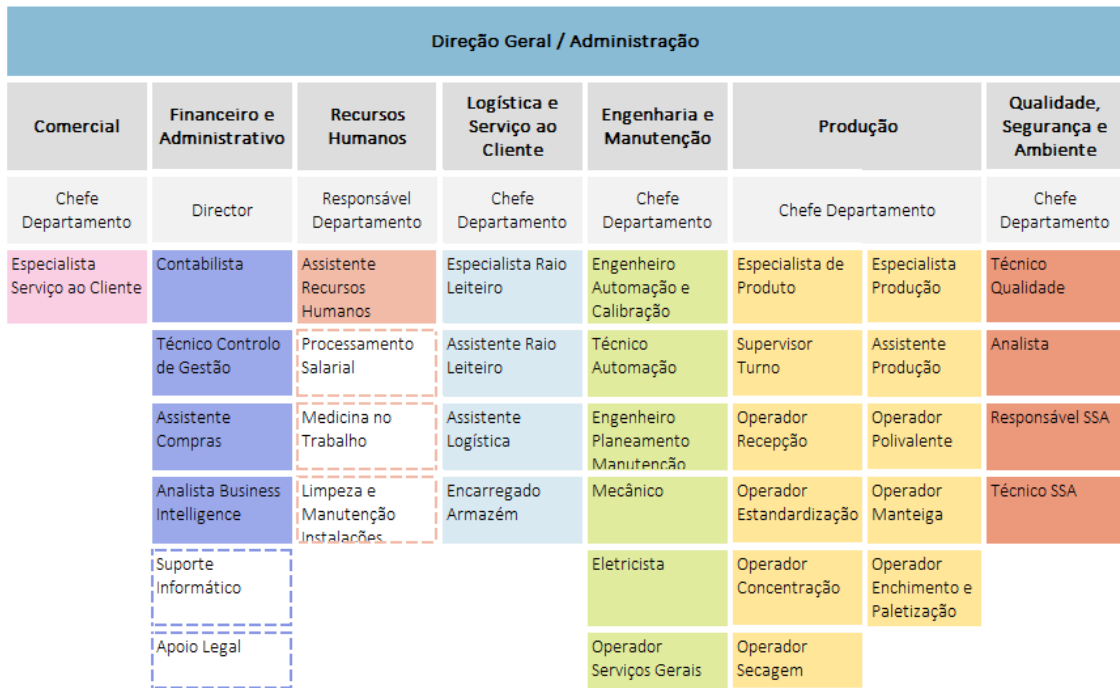 Direção Geral / Administração
Comercial
Financeiro e
Administrativo
Recursos
Humanos
Logística e
Serviço ao
Cliente
Engenharia e
Manutenção
Produção
Qualidade,
Segurança e
Ambiente
Chefe
Departamento
Director
Responsável
Departamento
Chefe
Departamento
Chefe
Departamento
Chefe Departamento
Chefe
Departamento
Especialista
Serviço ao Cliente
Contabilista
Assistente
Recursos
Humanos
Especialista Raio
Leiteiro
Engenheiro
Automação e
Calibração
Especialista de
Produto
Especialista
Produção
Técnico
Qualidade
Técnico Controlo
de Gestão
Processamento
Salarial
Assistente Raio
Leiteiro
Técnico
Automação
Supervisor
Turno
Assistente
Produção
Analista
Assistente
Compras
Medicina no
Trabalho
Assistente
Logística
Engenheiro
Planeamento
Manutenção
Operador
Recepção
Operador
Polivalente
Responsável SSA
Analista Business
Intelligence
Limpeza e
Manutenção
Instalações
Encarregado
Armazém
Mecânico
Operador
Estandardização
Operador
Manteiga
Técnico SSA
Suporte
Informático
Eletricista
Operador
Concentração
Operador
Enchimento e
Paletização
Apoio Legal
Operador
Serviços Gerais
Operador
Secagem